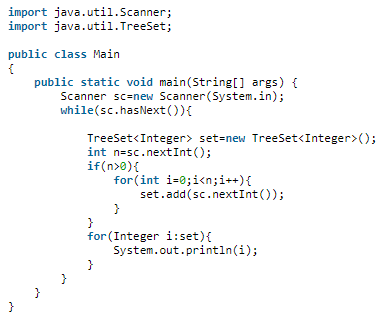 import java.util.Scanner;
import java.util.TreeSet;

public class Main
{
    public static void main(String[] args) {
        Scanner sc=new Scanner(System.in);
        while(sc.hasNext()){

            TreeSet<Integer> set=new TreeSet<Integer>();
            int n=sc.nextInt();
            if(n>0){
                for(int i=0;i<n;i++){
                    set.add(sc.nextInt());
                }
            }
            for(Integer i:set){
                System.out.println(i);
            }
        }
    }
}